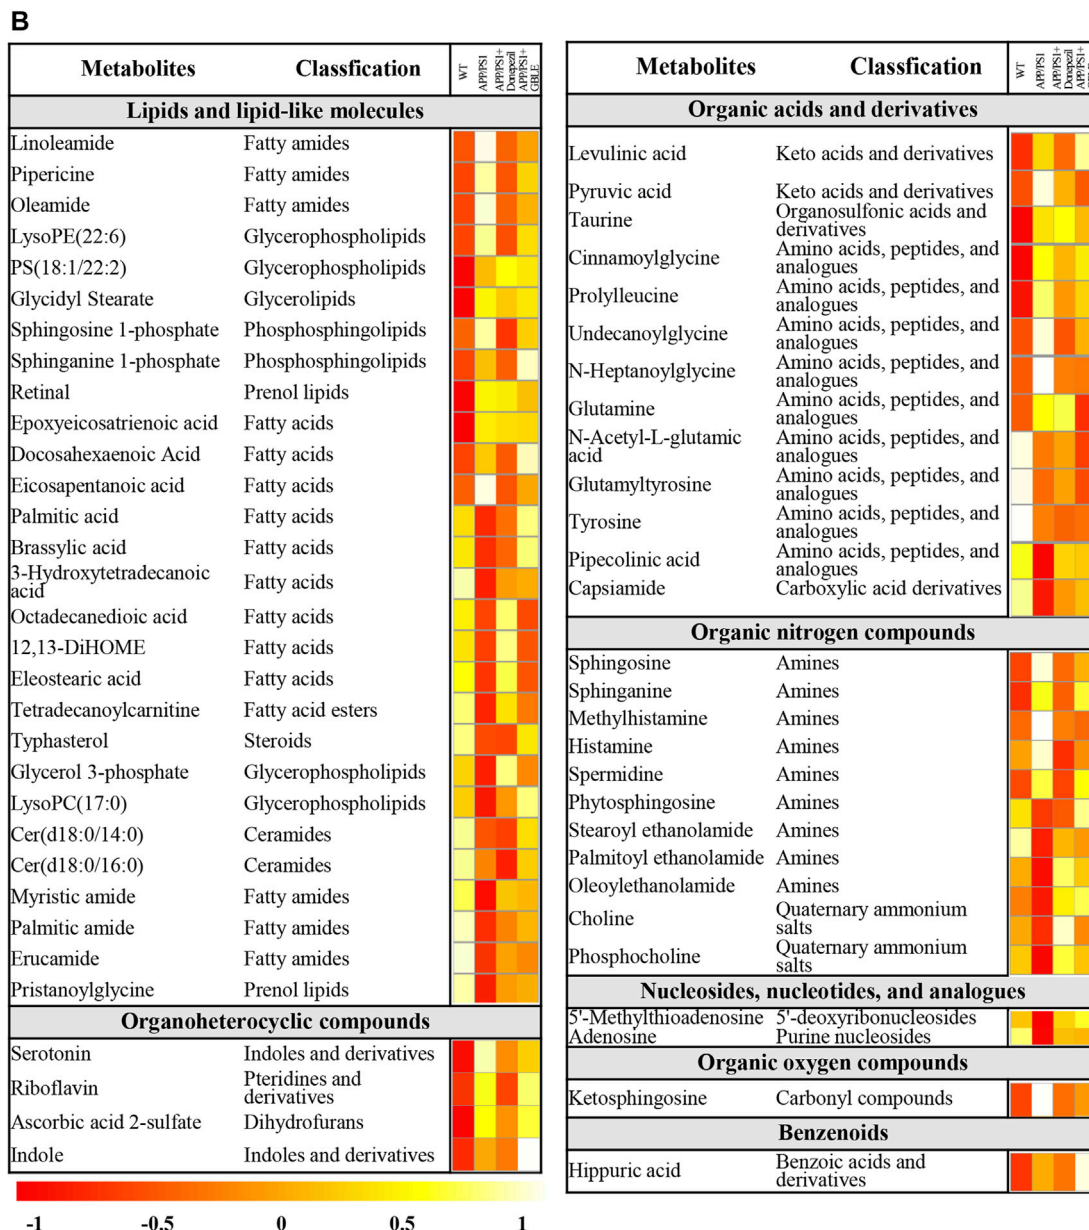 B
Metabolites Classfication WT APP/PS1 APP/PS1+ Donepezil APP/PS1+ GBLE
Lipids and lipid-like molecules
Linoleamide Fatty amides
Pipericine Fatty amides
Oleamide Fatty amides
LysoPE(22:6) Glycerophospholipids
PS(18:1/22:2) Glycerophospholipids
Glycidyl Stearate Glycerolipids
Sphingosine 1-phosphate Phosphosphingolipids
Sphinganine 1-phosphate Phosphosphingolipids
Retinal Prenol lipids
Epoxyeicosatrienoic acid Fatty acids
Docosahexaenoic Acid Fatty acids
Eicosapentanoic acid Fatty acids
Palmitic acid Fatty acids
Brassylic acid Fatty acids
3-Hydroxytetradecanoic
acid Fatty acids
Octadecanedioic acid Fatty acids
12,13-DiHOME Fatty acids
Eleostearic acid Fatty acids
Tetradecanoylcarnitine Fatty acid esters
Typhasterol Steroids
Glycerol 3-phosphate Glycerophospholipids
LysoPC(17:0) Glycerophospholipids
Cer(d18:0/14:0) Ceramides
Cer(d18:0/16:0) Ceramides
Myristic amide Fatty amides
Palmitic amide Fatty amides
Erucamide Fatty amides
Pristanoylglycine Prenol lipids
Organoheterocyclic compounds
Serotonin Indoles and derivatives
Riboflavin Pteridines and
derivatives
Ascorbic acid 2-sulfate Dihydrofurans
Indole Indoles and derivatives
-1 -0.5 0 0.5 1
Metabolites Classfication WT APP/PS1 APP/PS1+ Donepezil APP/PS1+
Organic acids and derivatives
Levulinic acid Keto acids and derivatives
Pyruvic acid Keto acids and derivatives
Taurine Organosulfonic acids and
derivatives
Cinnamoylglycine Amino acids, peptides, and
analogues
Prolylleucine Amino acids, peptides, and
analogues
Undecanoylglycine Amino acids, peptides, and
analogues
N-Heptanoylglycine Amino acids, peptides, and
analogues
Glutamine Amino acids, peptides, and
analogues
N-Acetyl-L-glutamic Amino acids, peptides, and
acid analogues
Glutamyltyrosine Amino acids, peptides, and
analogues
Tyrosine Amino acids, peptides, and
analogues
Pipecolinic acid Amino acids, peptides, and
analogues
Capsiamide Carboxylic acid derivatives
Organic nitrogen compounds
Sphingosine Amines
Sphinganine Amines
Methylhistamine Amines
Histamine Amines
Spermidine Amines
Phytosphingosine Amines
Stearoyl ethanolamide Amines
Palmitoyl ethanolamide Amines
Oleoylethanolamide Amines
Choline Quaternary ammonium
salts
Phosphocholine Quaternary ammonium
salts
Nucleosides, nucleotides, and analogues
5'-Methylthioadenosine 5'-deoxyribonucleosides
Adenosine Purine nucleosides
Organic oxygen compounds
Ketosphingosine Carbonyl compounds
Benzenoids
Hippuric acid Benzoic acids and
derivatives